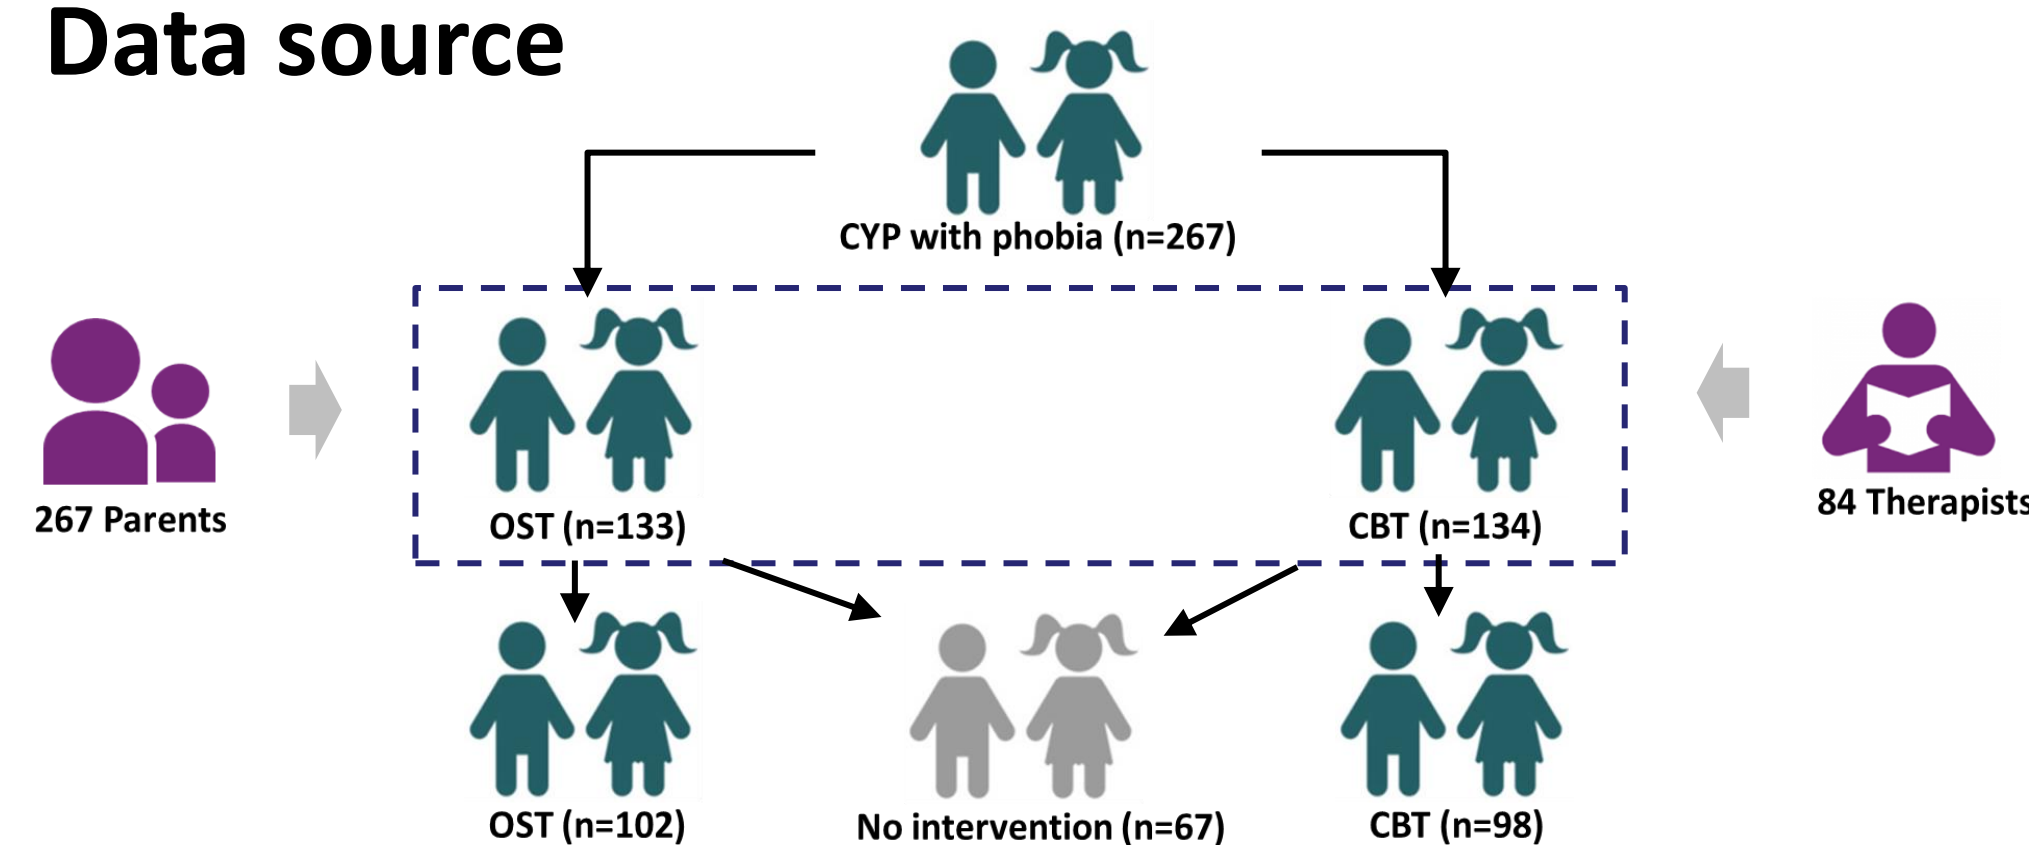 Data source
CYP with phobia (n=267)
267 Parents
OST (n=133)
CBT (n=134)
84 Therapists
OST (n=102)
No intervention (n=67)
CBT (n=98)